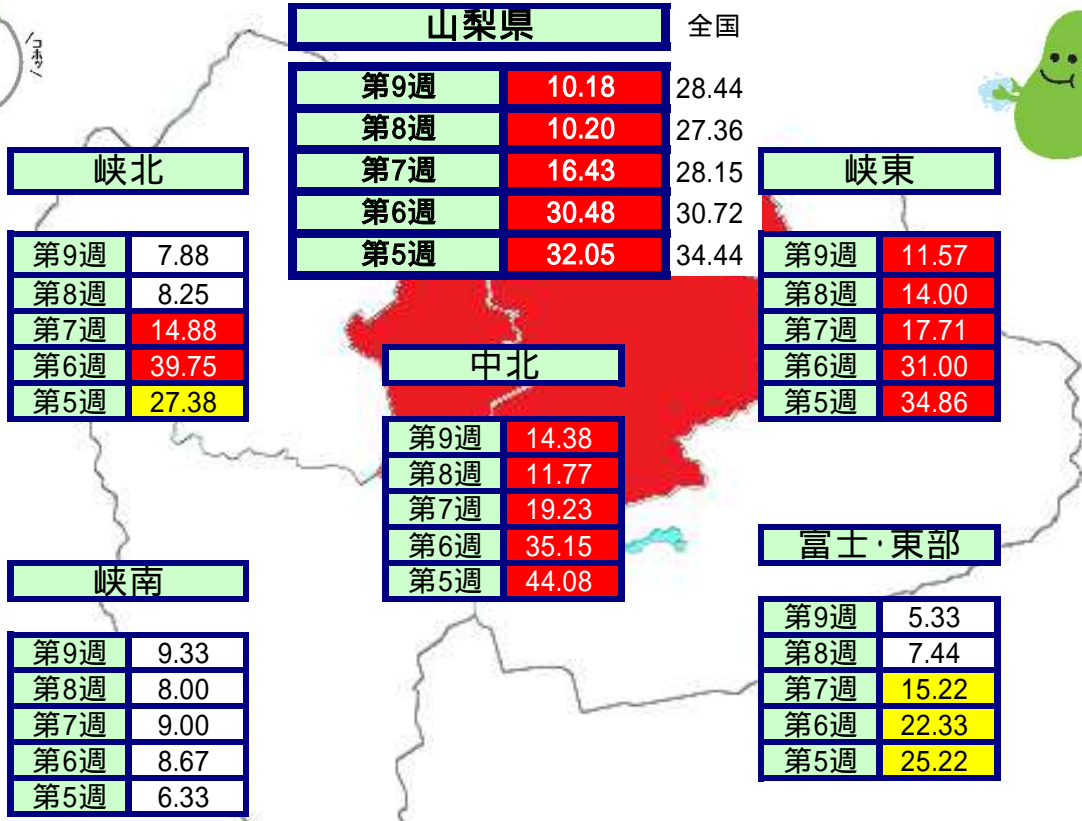 コホッ
山梨県 全国
第9週 10.18 28.44
第8週 10.20 27.36
第7週 16.43 28.15
第6週 30.48 30.72
第5週 32.05 34.44
峡北
第9週 7.88
第8週 8.25
第7週 14.88
第6週 39.75
第5週 27.38
峡東
第9週 11.57
第8週 14.00
第7週 17.71
第6週 31.00
第5週 34.86
中北
第9週 14.38
第8週 11.77
第7週 19.23
第6週 35.15
第5週 44.08
峡南
第9週 9.33
第8週 8.00
第7週 9.00
第6週 8.67
第5週 6.33
富士・東部
第9週 5.33
第8週 7.44
第7週 15.22
第6週 22.33
第5週 25.22